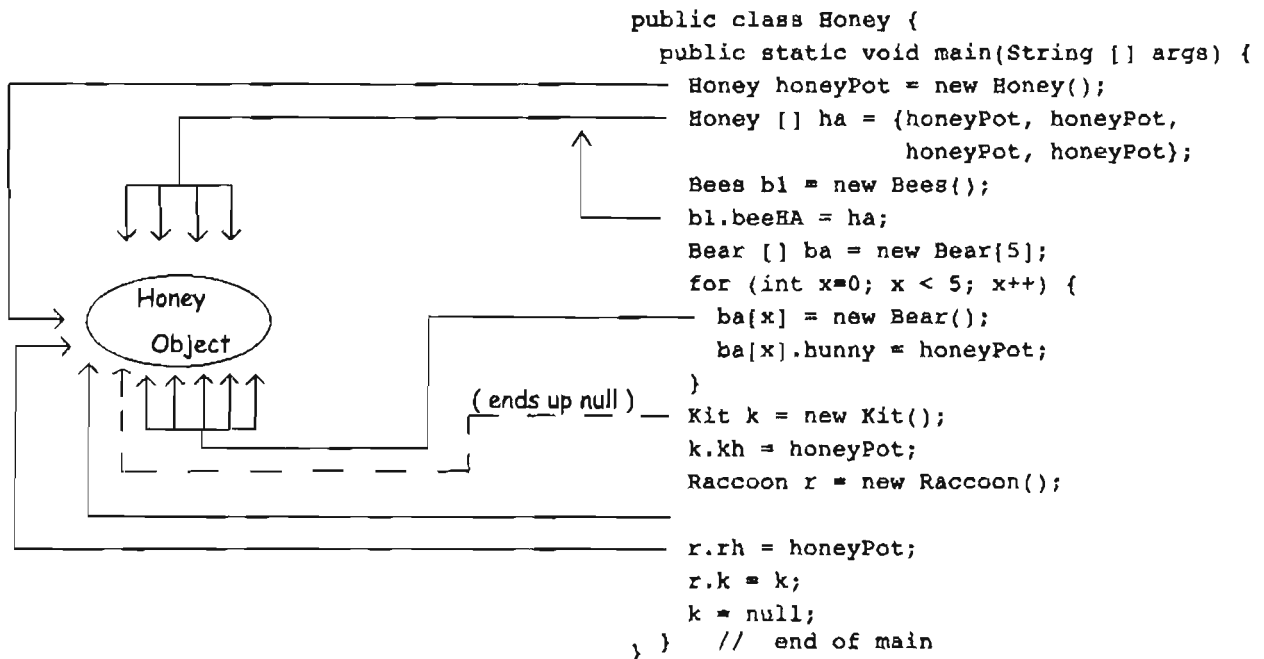 public class Honey {
public static void main(String [] args) {
Honey honeyPot = new Honey();
Honey [] ha = {honeyPot, honeyPot,
honeyPot, honeyPot};
Bees b1 = new Bees();
b1.beeHA = ha;
Bear [] ba = new Bear[5];
for (int x=0; x < 5; x++) {
ba[x] = new Bear();
ba[x].hunny = honeyPot;
}
Kit k = new Kit();
k.kh = honeyPot;
Raccoon r = new Raccoon();
r.rh = honeyPot;
r.k = k;
k = null;
} // end of main
}
Honey
Object
( ends up null )